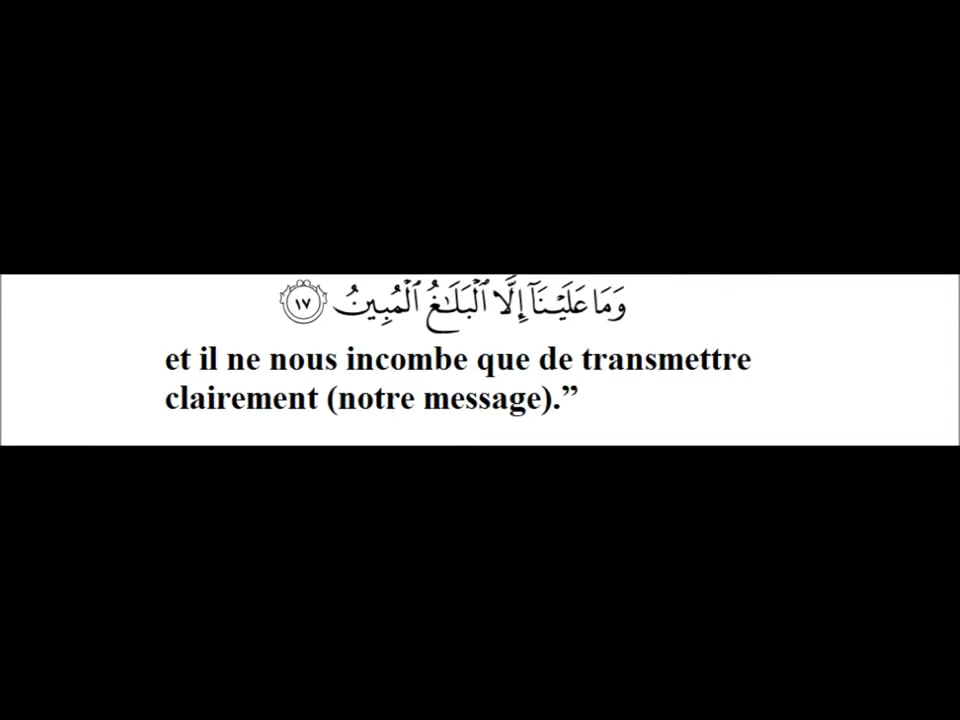 وَمَا عَلَيْنَآ إِلَّا ٱلْبَلَـٰغُ ٱلْمُبِينُ ١٧
et il ne nous incombe que de transmettre
clairement (notre message).”